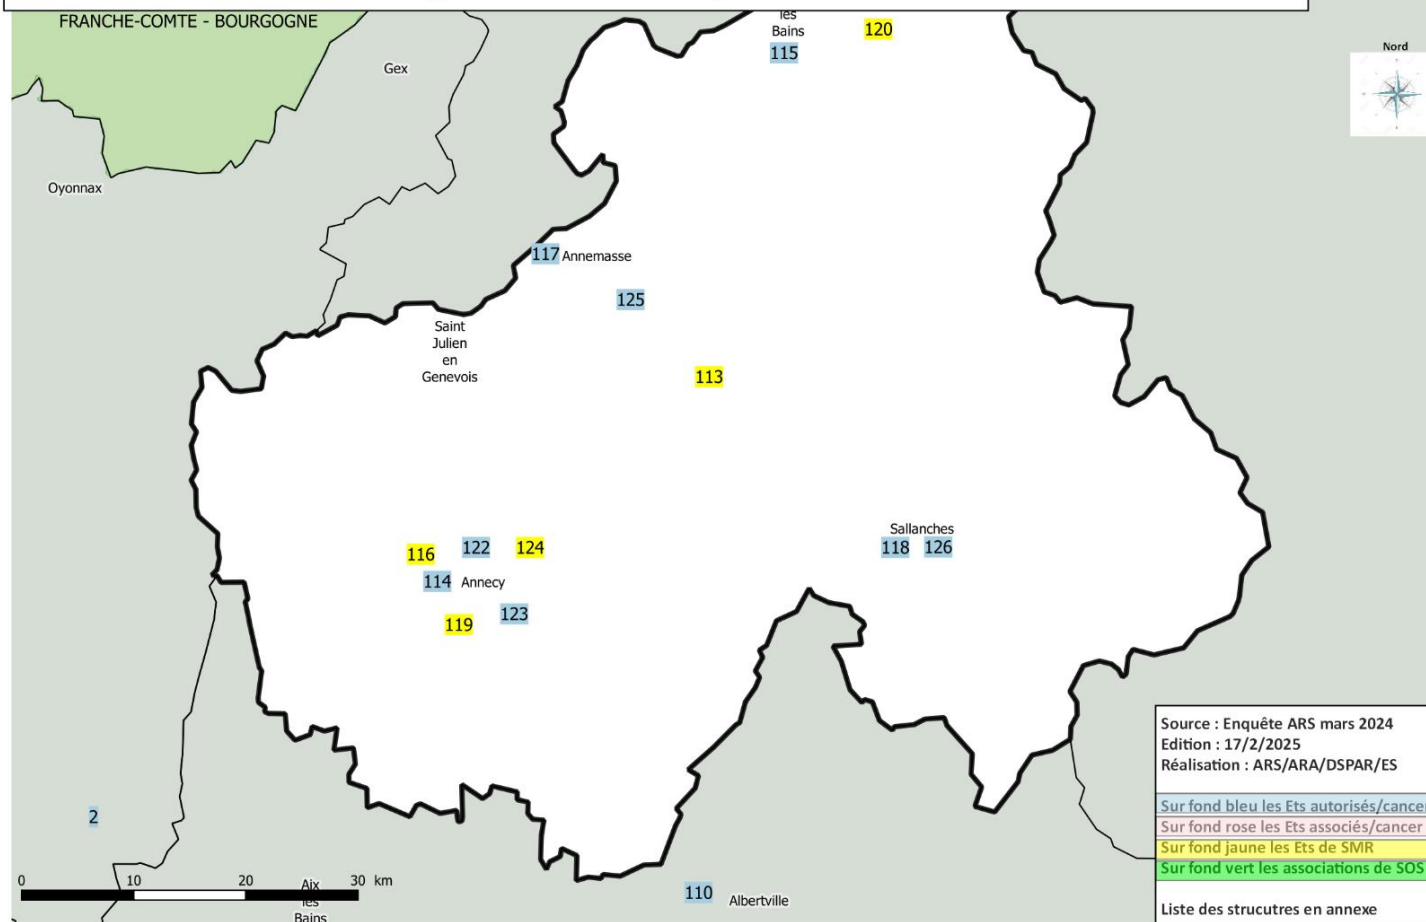 les
Bains
FRANCHE-COMTE - BOURGOGNE
120
115
Nord
Gex
Oyonnax
117 Annemasse
125
Saint
Julien
en
Genevois
113
Sallanches
116
122
124
118
126
114 Annecy
123
119
Source : Enquête ARS mars 2024
Edition : 17/2/2025
Réalisation : ARS/ARA/DSPAR/ES
Sur fond bleu les Ets autorisés/cancer
Sur fond rose les Ets associés/cancer
Sur fond jaune les Ets de SMR
Sur fond vert les associations de SOS
Liste des strucutres en annexe
2
0 10 20 30 km
Aix
les
Bains
110 Albertville